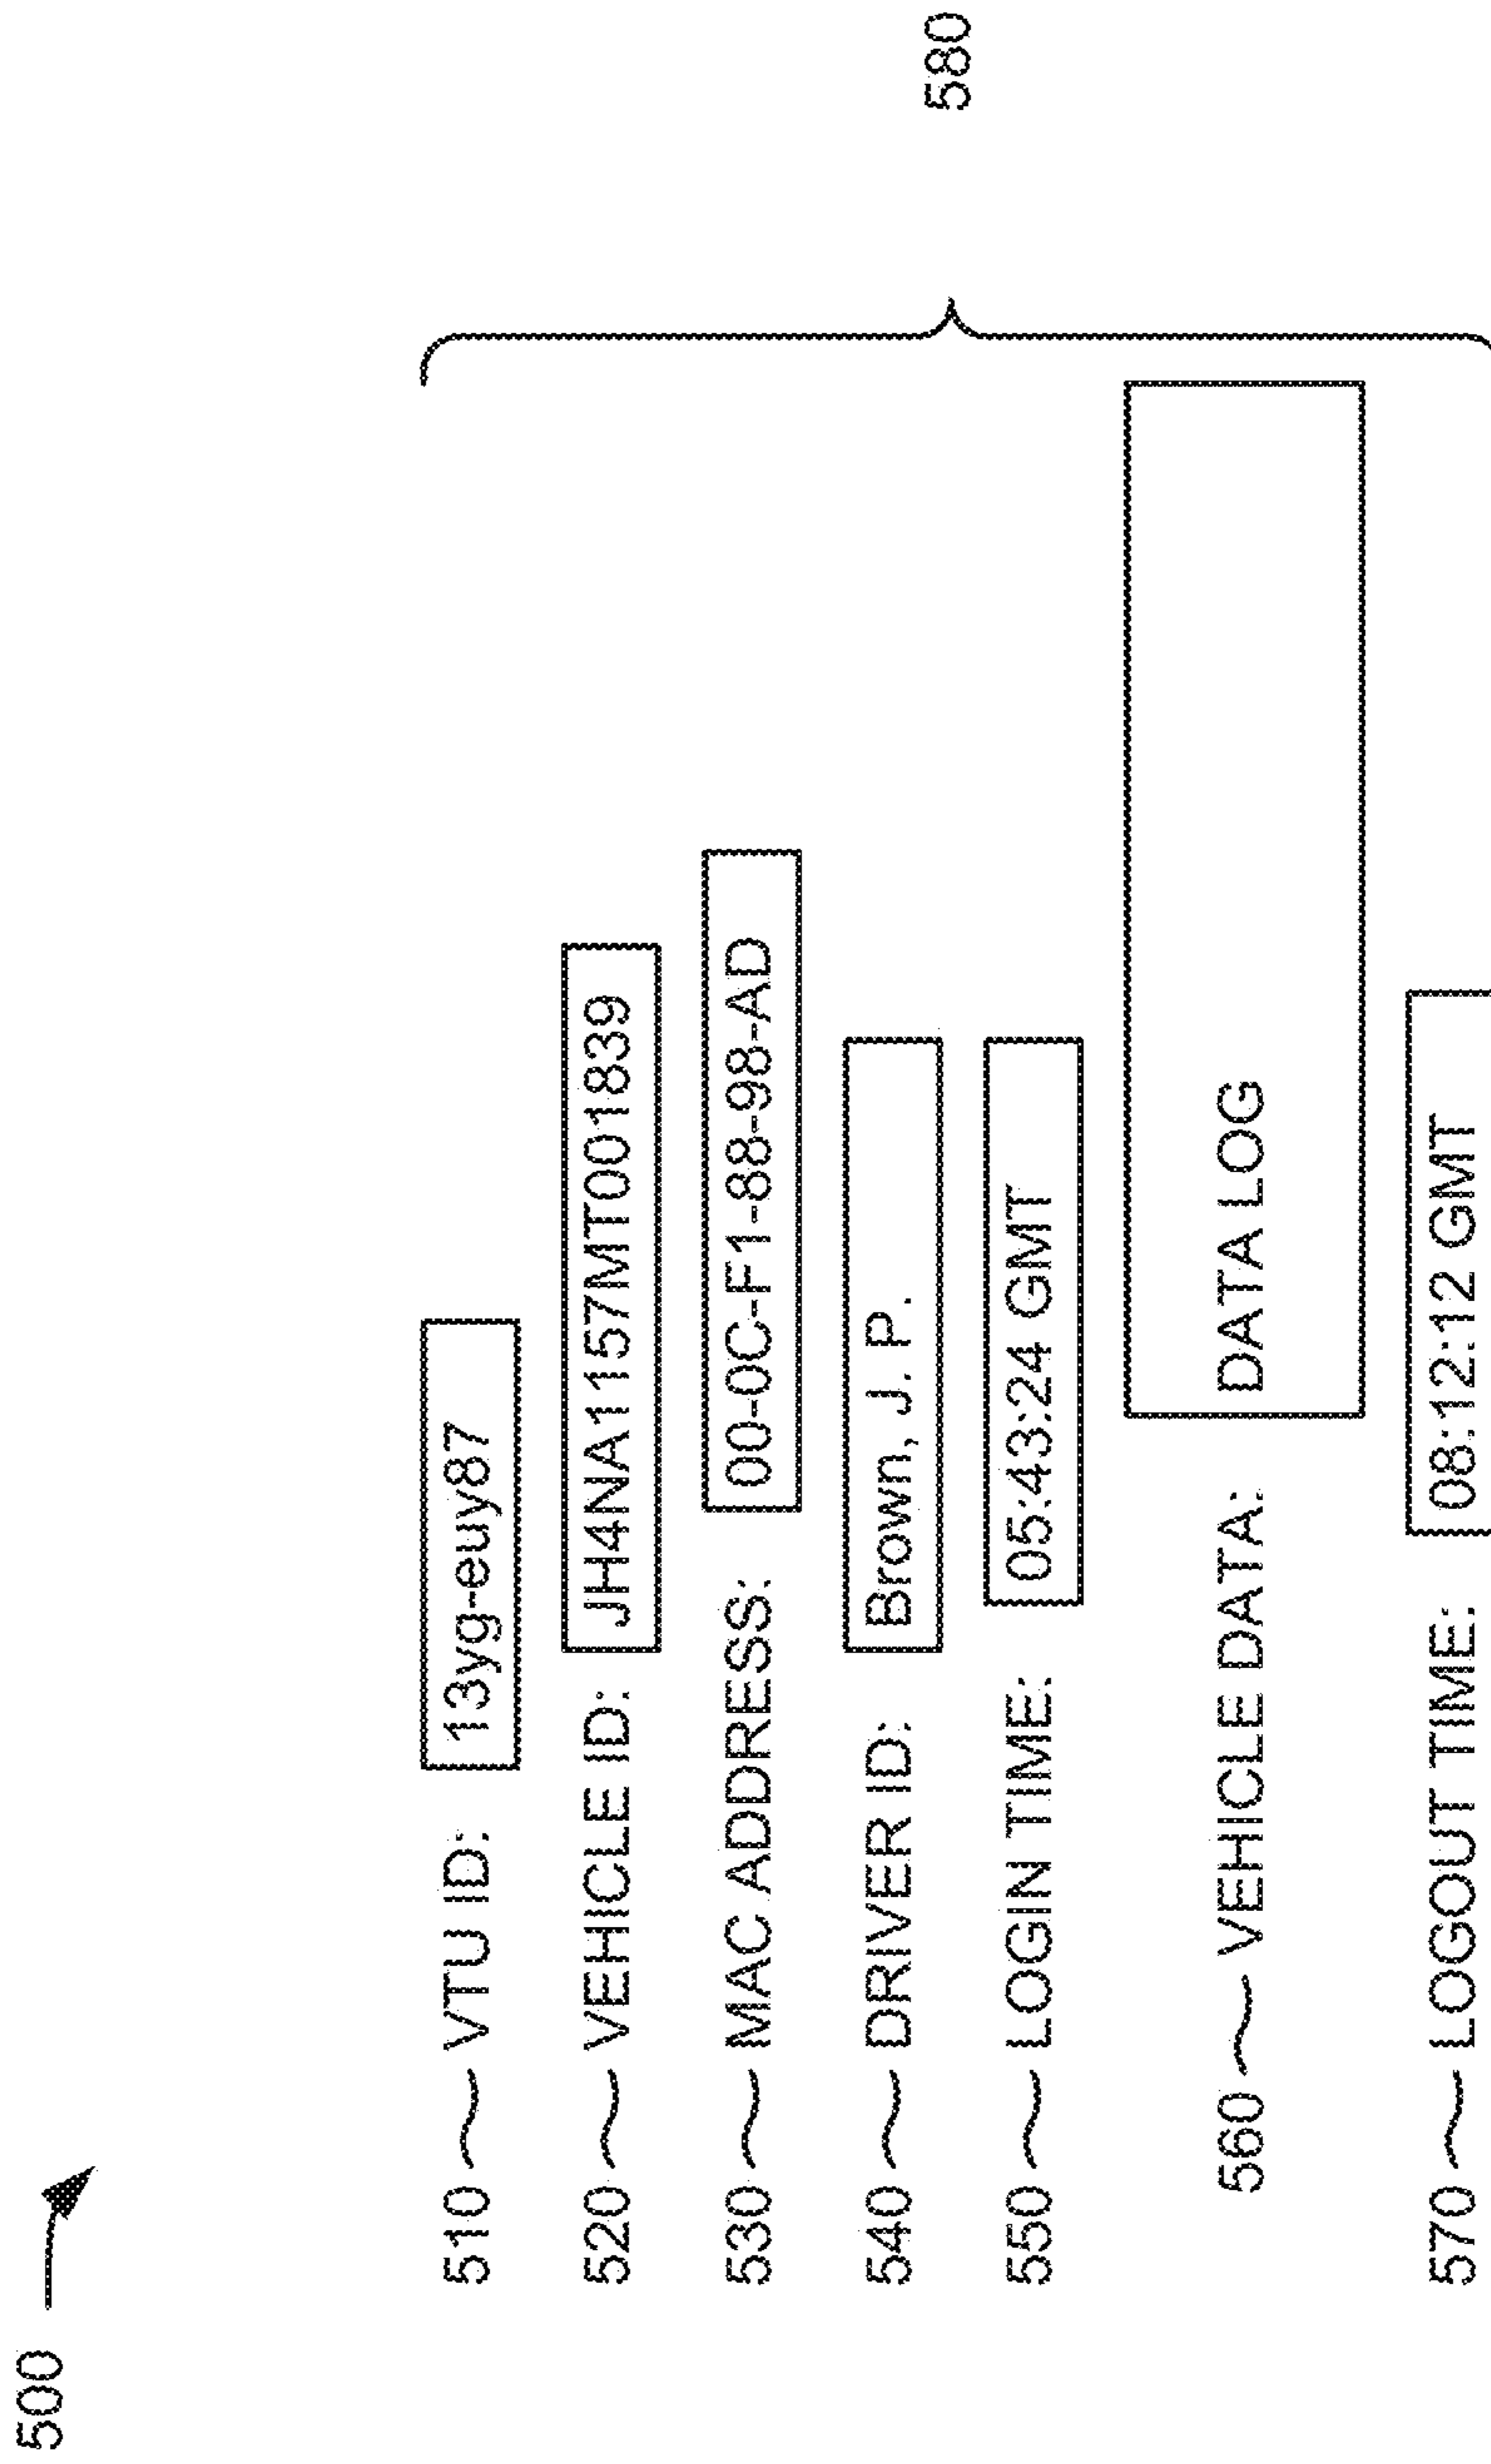 500
510 VTU ID: 13yg-euy87
520 VEHICLE ID: JH4NA1157MT001839
530 MAC ADDRESS: 00-0C-F1-88-98-AD
540 DRIVER ID: Brown, J. P.
550 LOGIN TIME: 05:43:24 GMT
560 VEHICLE DATA: DATA LOG
570 LOGOUT TIME: 08:12:12 GMT
580